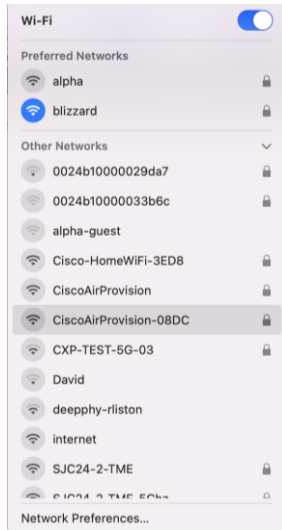 Wi-Fi
Preferred Networks
alpha
blizzard
Other Networks
0024b10000029da7
0024b10000033b6c
alpha-guest
Cisco-HomeWiFi-3ED8
CiscoAirProvision
CiscoAirProvision-08DC
CXP-TEST-5G-03
David
deepphy-rliston
internet
SJC24-2-TME
Network Preferences...